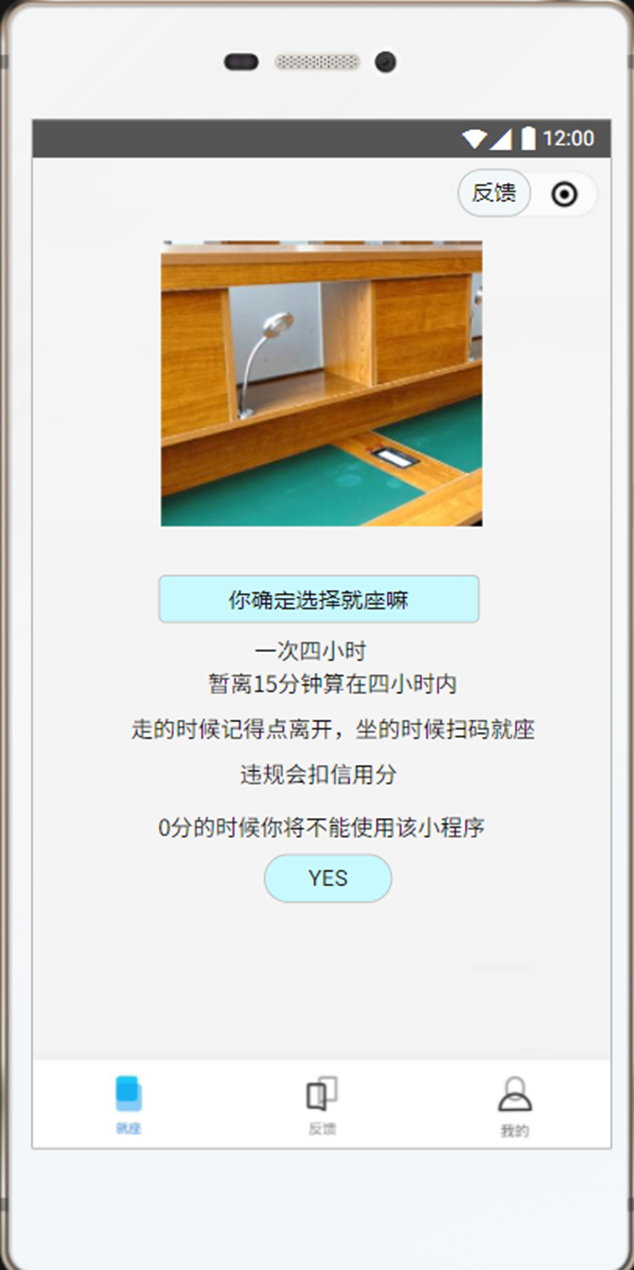 12:00
反馈
你确定选择就座嘛
一次四小时
暂离15分钟算在四小时内
走的时候记得点离开，坐的时候扫码就座
违规会扣信用分
0分的时候你将不能使用该小程序
YES
就座
反馈
我的